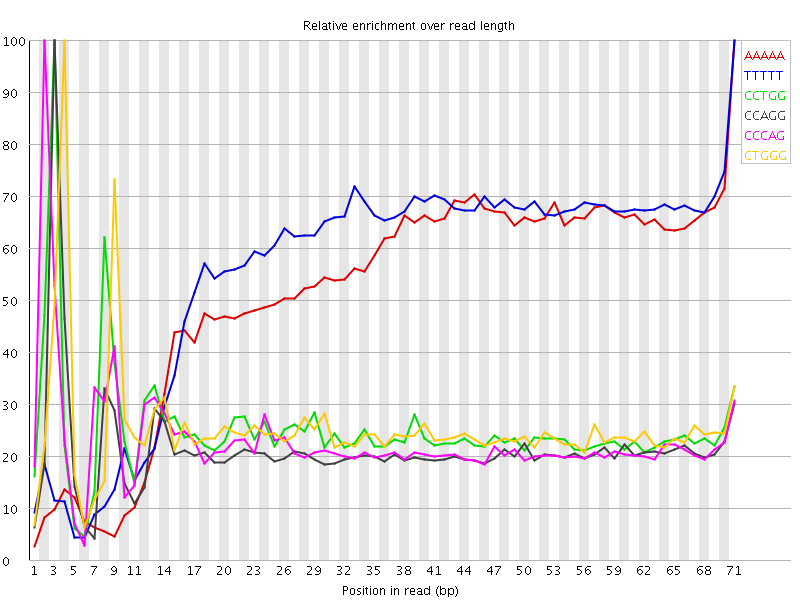 Relative enrichment over read length
100
90
80
70
60
50
40
30
20
10
0
AAAAA
TTTTT
CCTGG
CCAGG
CCCAG
CTGGG
1 3 5 7 9 11 14 17 20 23 26 29 32 35 38 41 44 47 50 53 56 59 62 65 68 71
Position in read (bp)